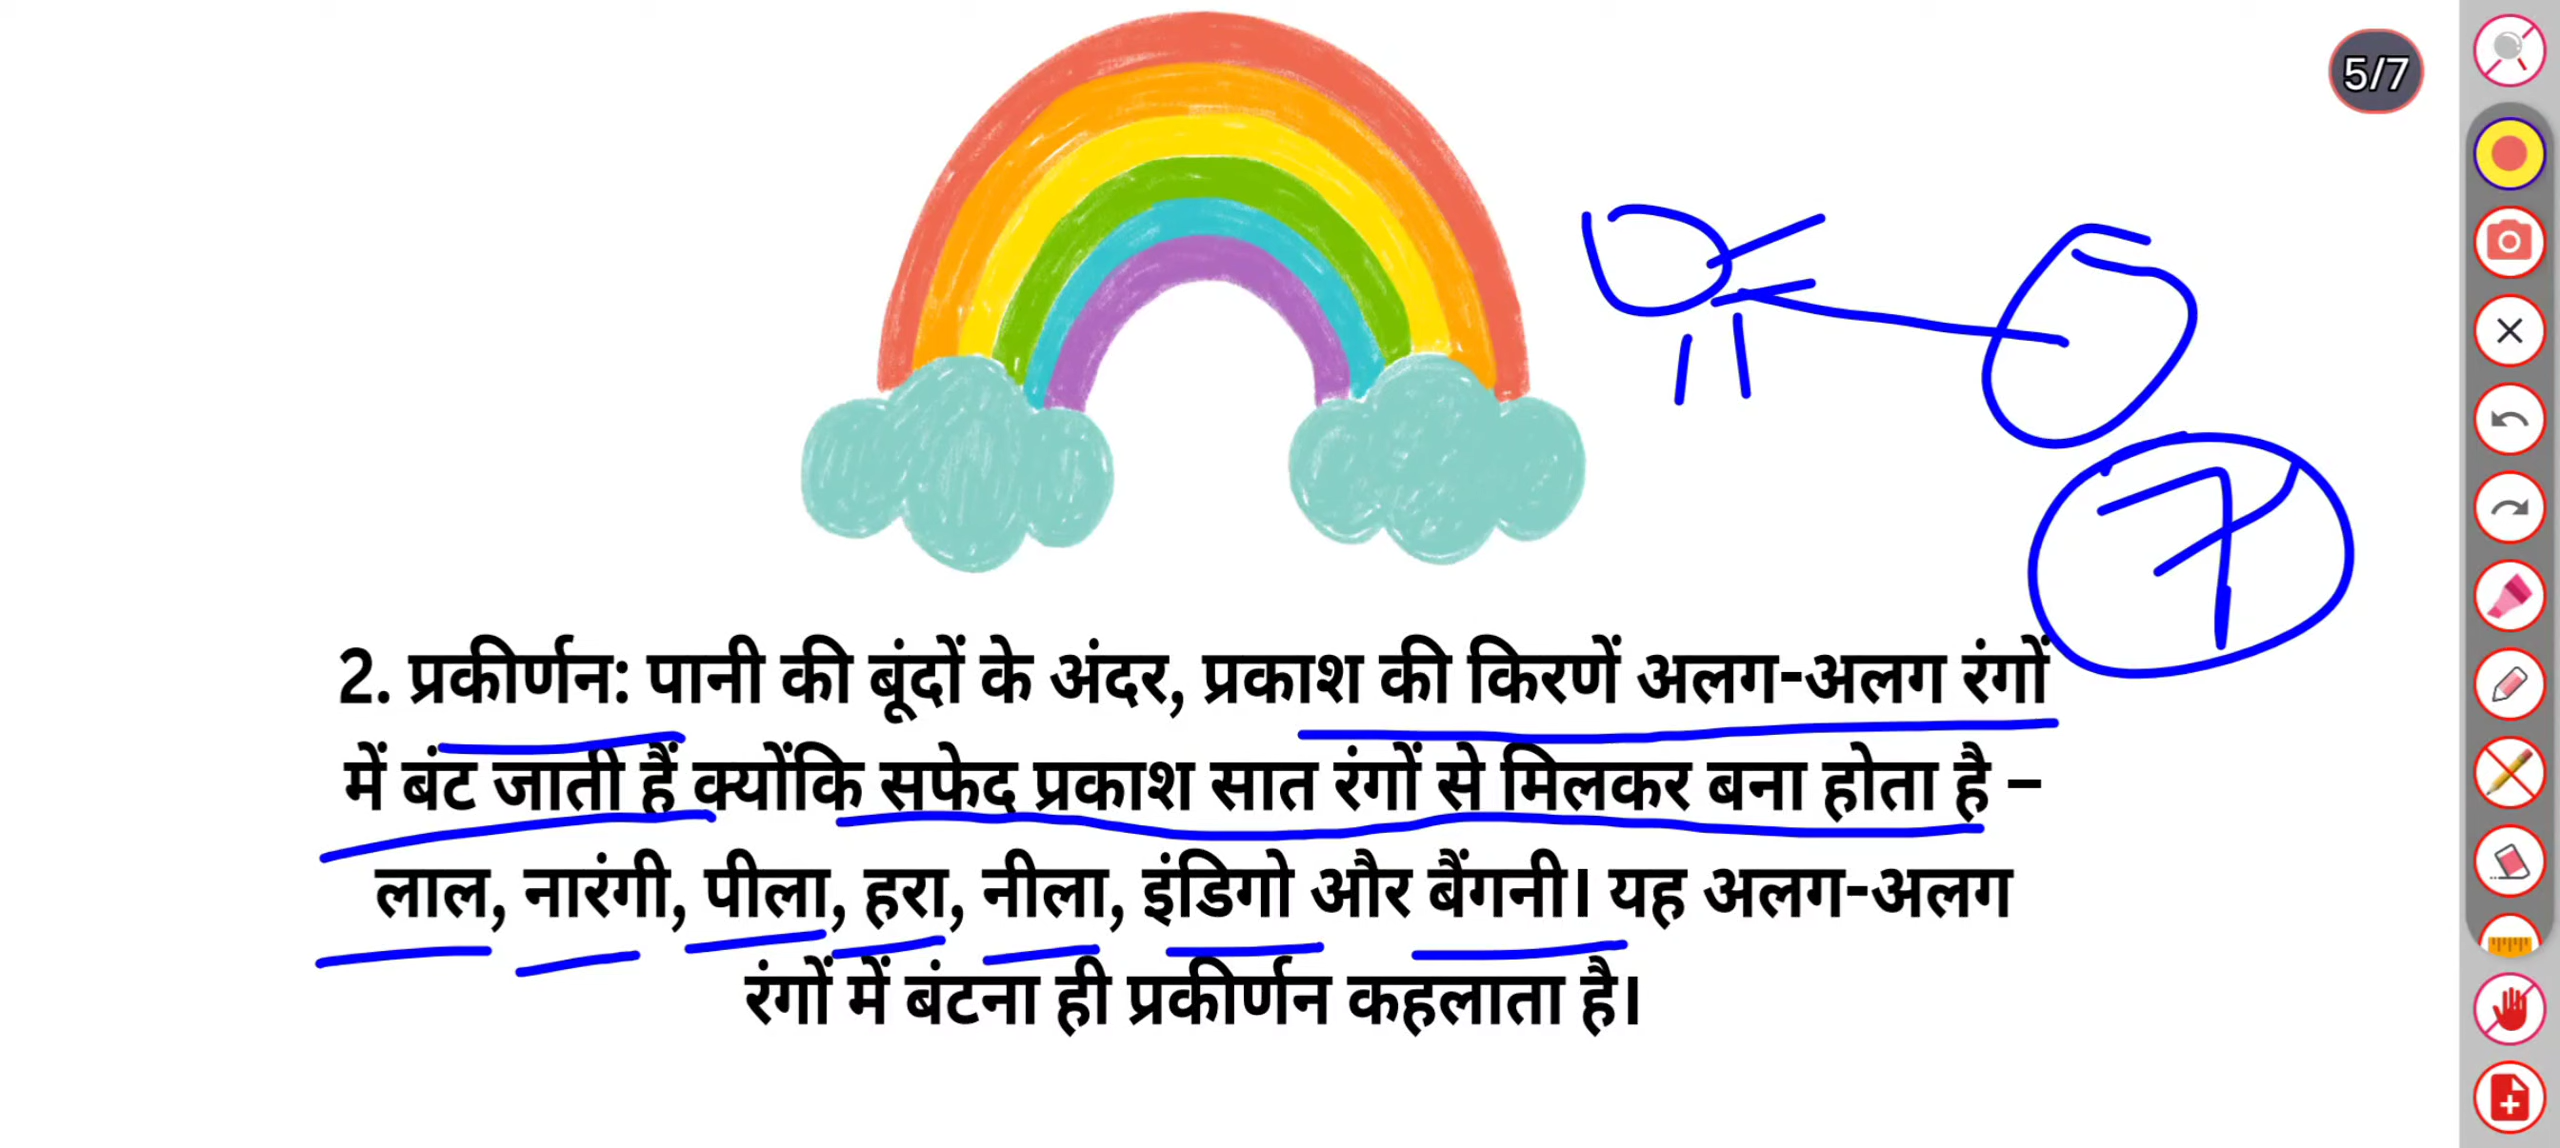 5/7
7
2. प्रकीर्णन: पानी की बूंदों के अंदर, प्रकाश की किरणें अलग-अलग रंगों
में बंट जाती हैं क्योंकि सफेद प्रकाश सात रंगों से मिलकर बना होता है –
लाल, नारंगी, पीला, हरा, नीला, इंडिगो और बैंगनी। यह अलग-अलग
रंगों में बंटना ही प्रकीर्णन कहलाता है।